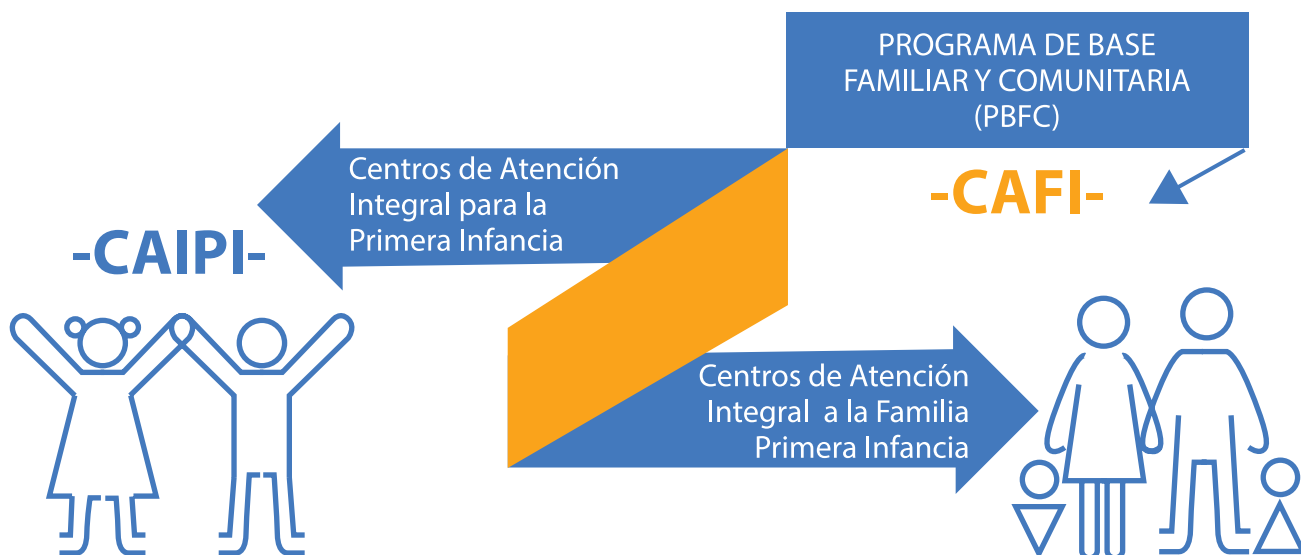 PROGRAMA DE BASE
FAMILIAR Y COMUNITARIA
(PBFC)
Centros de Atención
Integral para la
Primera Infancia
-CAFI-
-CAIPI-
Centros de Atención
Integral  a la Familia
Primera Infancia